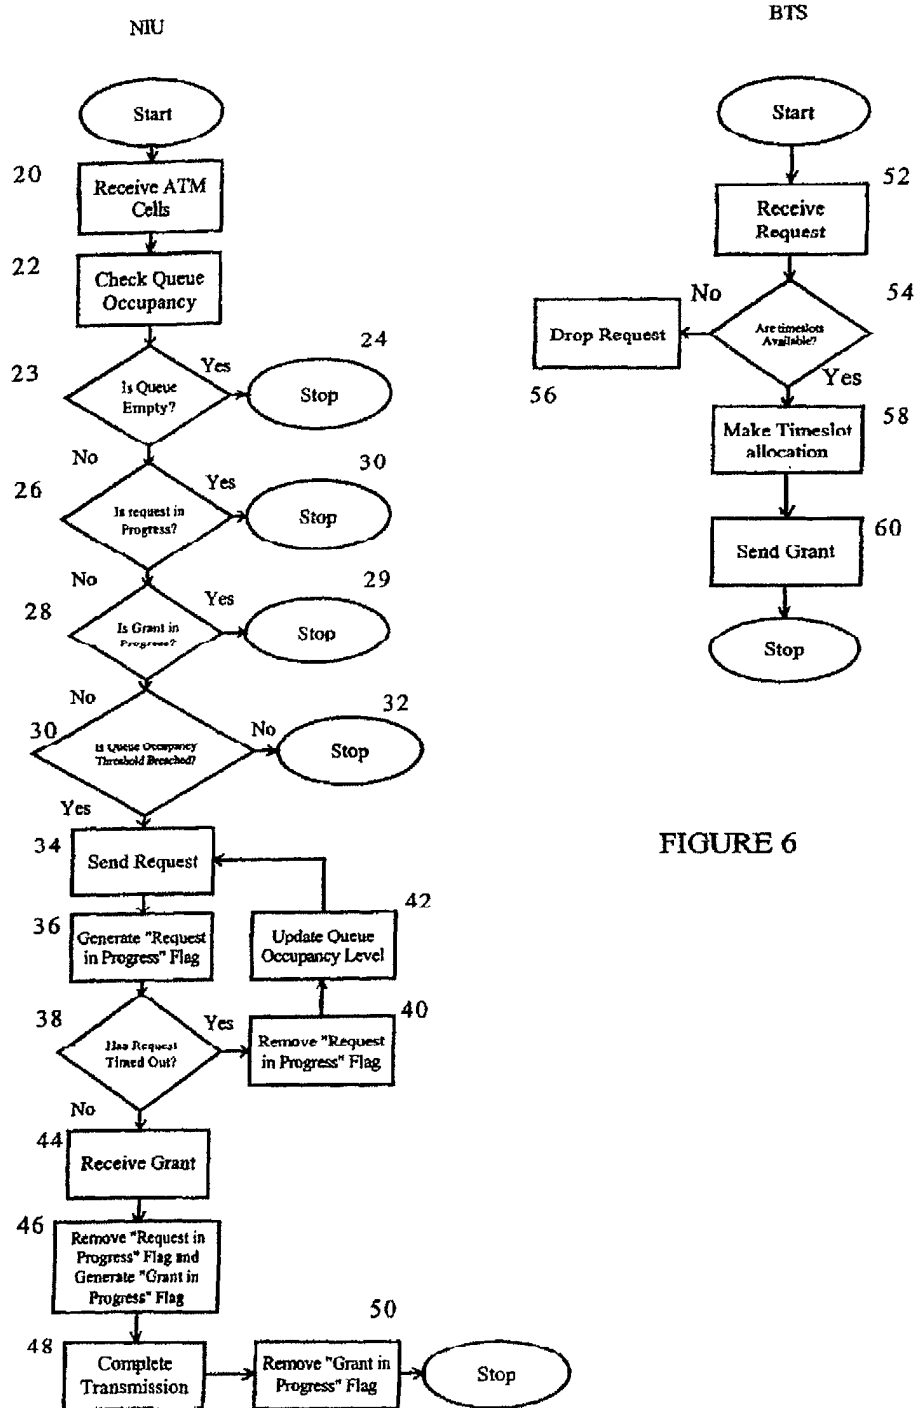 NIU
Start
20
Receive ATM
Cells
22
Check Queue
Occupancy
23
Is Queue
Empty?
Yes
24
Stop
No
26
Is request in
Progress?
Yes
30
Stop
No
28
Is Grant in
Progress?
Yes
29
Stop
No
30
Is Queue Occupancy
Threshold Breached?
No
32
Stop
Yes
34
Send Request
36
Generate "Request
in Progress" Flag
42
Update Queue
Occupancy Level
38
Has Request
Timed Out?
Yes
40
Remove "Request
in Progress" Flag
No
44
Receive Grant
46
Remove "Request in
Progress" Flag and
Generate "Grant in
Progress" Flag
48
Complete
Transmission
50
Remove "Grant in
Progress" Flag
Stop
BTS
Start
52
Receive
Request
54
Are timeslots
Available?
No
Drop Request
56
Yes
58
Make Timeslot
allocation
60
Send Grant
Stop
FIGURE 6